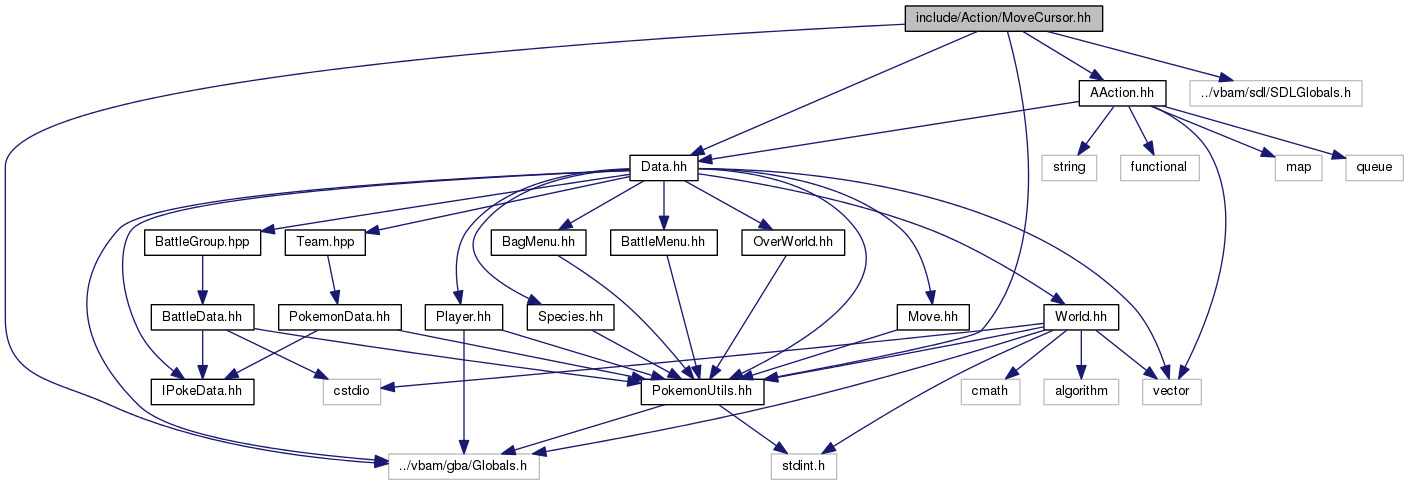 include/Action/MoveCursor.hh
AAction.hh
../vbam/sdl/SDLGlobals.h
Data.hh
string
functional
map
queue
BattleGroup.hpp
Team.hpp
BagMenu.hh
BattleMenu.hh
OverWorld.hh
BattleData.hh
PokemonData.hh
Player.hh
Species.hh
Move.hh
World.hh
IPokeData.hh
cstdio
PokemonUtils.hh
cmath
algorithm
vector
../vbam/gba/Globals.h
stdint.h